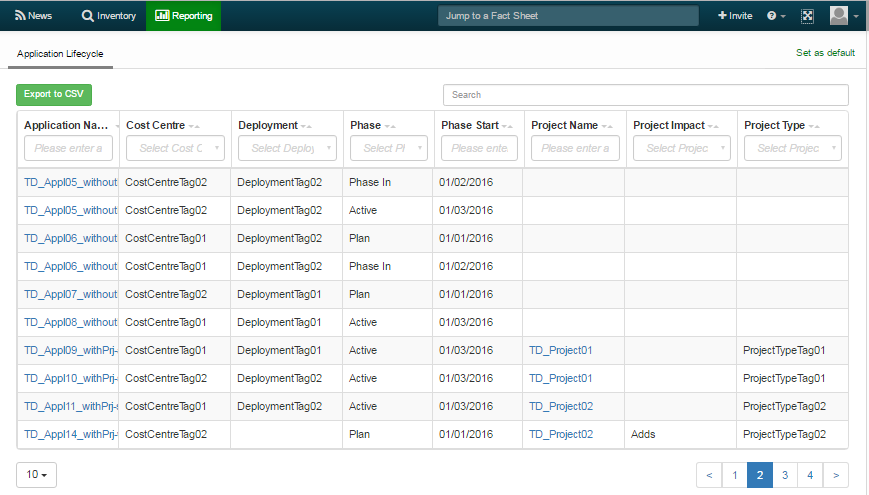 News Inventory Reporting Jump to a Fact Sheet + Invite
Application Lifecycle Set as default
Export to CSV Search
Application Na... Cost Centre Deployment Phase Phase Start Project Name Project Impact Project Type
Please enter a Select Cost C Select Deploy Select Pl Please ente. Please enter a Select Projec Select Projec
TD_Appl05_without CostCentreTag02 DeploymentTag02 Phase In 01/02/2016
TD_Appl05_without CostCentreTag02 DeploymentTag02 Active 01/03/2016
TD_Appl06_without CostCentreTag01 DeploymentTag02 Plan 01/01/2016
TD_Appl06_without CostCentreTag01 DeploymentTag02 Phase In 01/02/2016
TD_Appl07_without CostCentreTag02 DeploymentTag01 Plan 01/01/2016
TD_Appl08_without CostCentreTag01 DeploymentTag01 Active 01/03/2016
TD_Appl09_withPrj- CostCentreTag01 DeploymentTag01 Active 01/03/2016 TD_Project01 ProjectTypeTag01
TD_Appl10_withPrj- CostCentreTag02 DeploymentTag02 Active 01/03/2016 TD_Project01 ProjectTypeTag01
TD_Appl11_withPrj- CostCentreTag01 DeploymentTag02 Active 01/03/2016 TD_Project02 ProjectTypeTag02
TD_Appl14_withPrj- CostCentreTag02 Plan 01/01/2016 TD_Project02 Adds ProjectTypeTag02
10 < 1 2 3 4 >